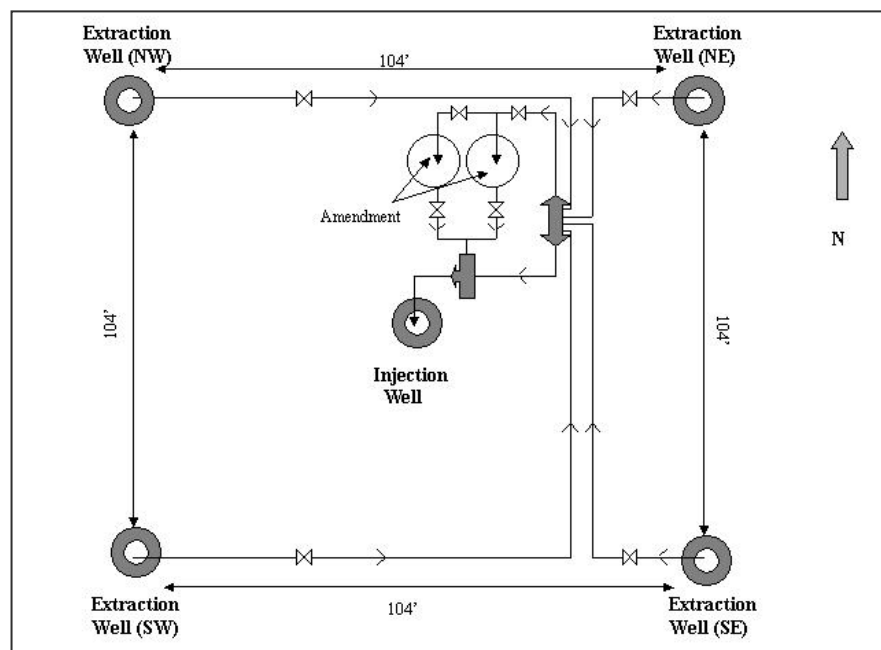 Extraction
Well (NW)
Extraction
Well (NE)
104'
Amendment
N
104'
104'
Injection
Well
Extraction
Well (SW)
104'
Extraction
Well (SE)